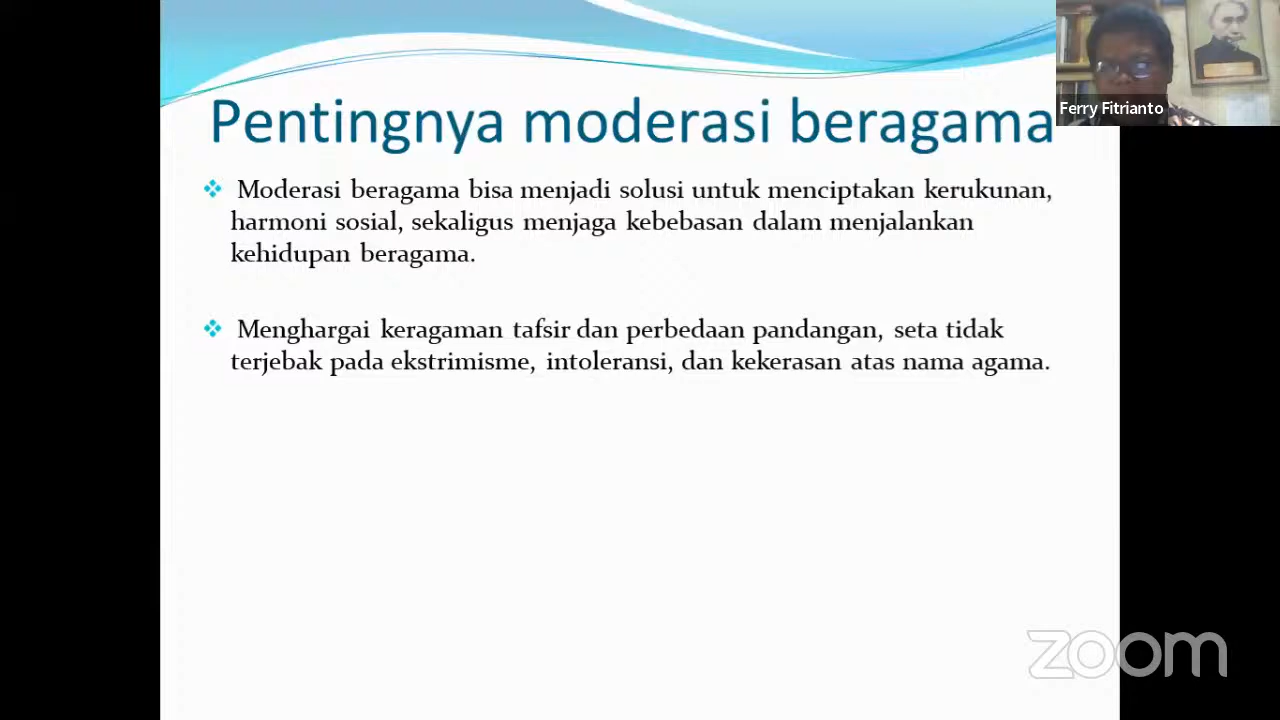 Pentingnya moderasi beragama
Ferry Fitrianto
Moderasi beragama bisa menjadi solusi untuk menciptakan kerukunan,
harmoni sosial, sekaligus menjaga kebebasan dalam menjalankan
kehidupan beragama.
Menghargai keragaman tafsir dan perbedaan pandangan, seta tidak
terjebak pada ekstrimisme, intoleransi, dan kekerasan atas nama agama.
zoom